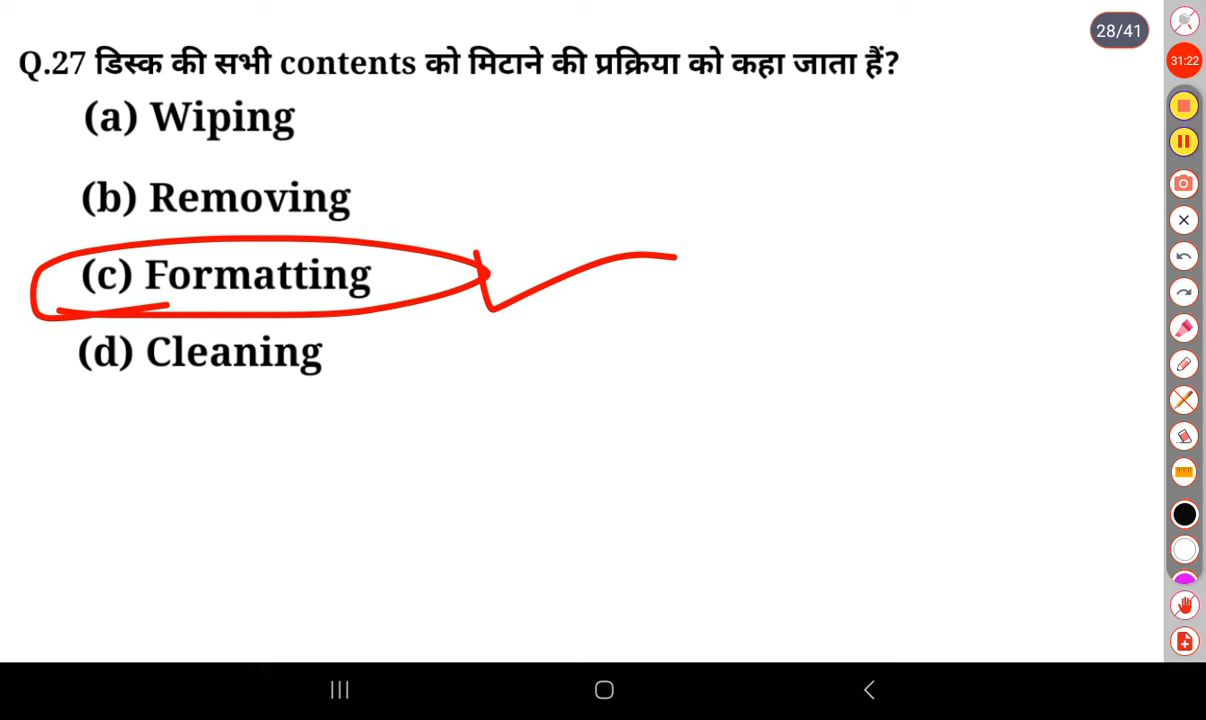 28/41
Q.27 डिस्क की सभी contents को मिटाने की प्रक्रिया को कहा जाता हैं?
31:22
(a) Wiping
(b) Removing
(c) Formatting
(d) Cleaning